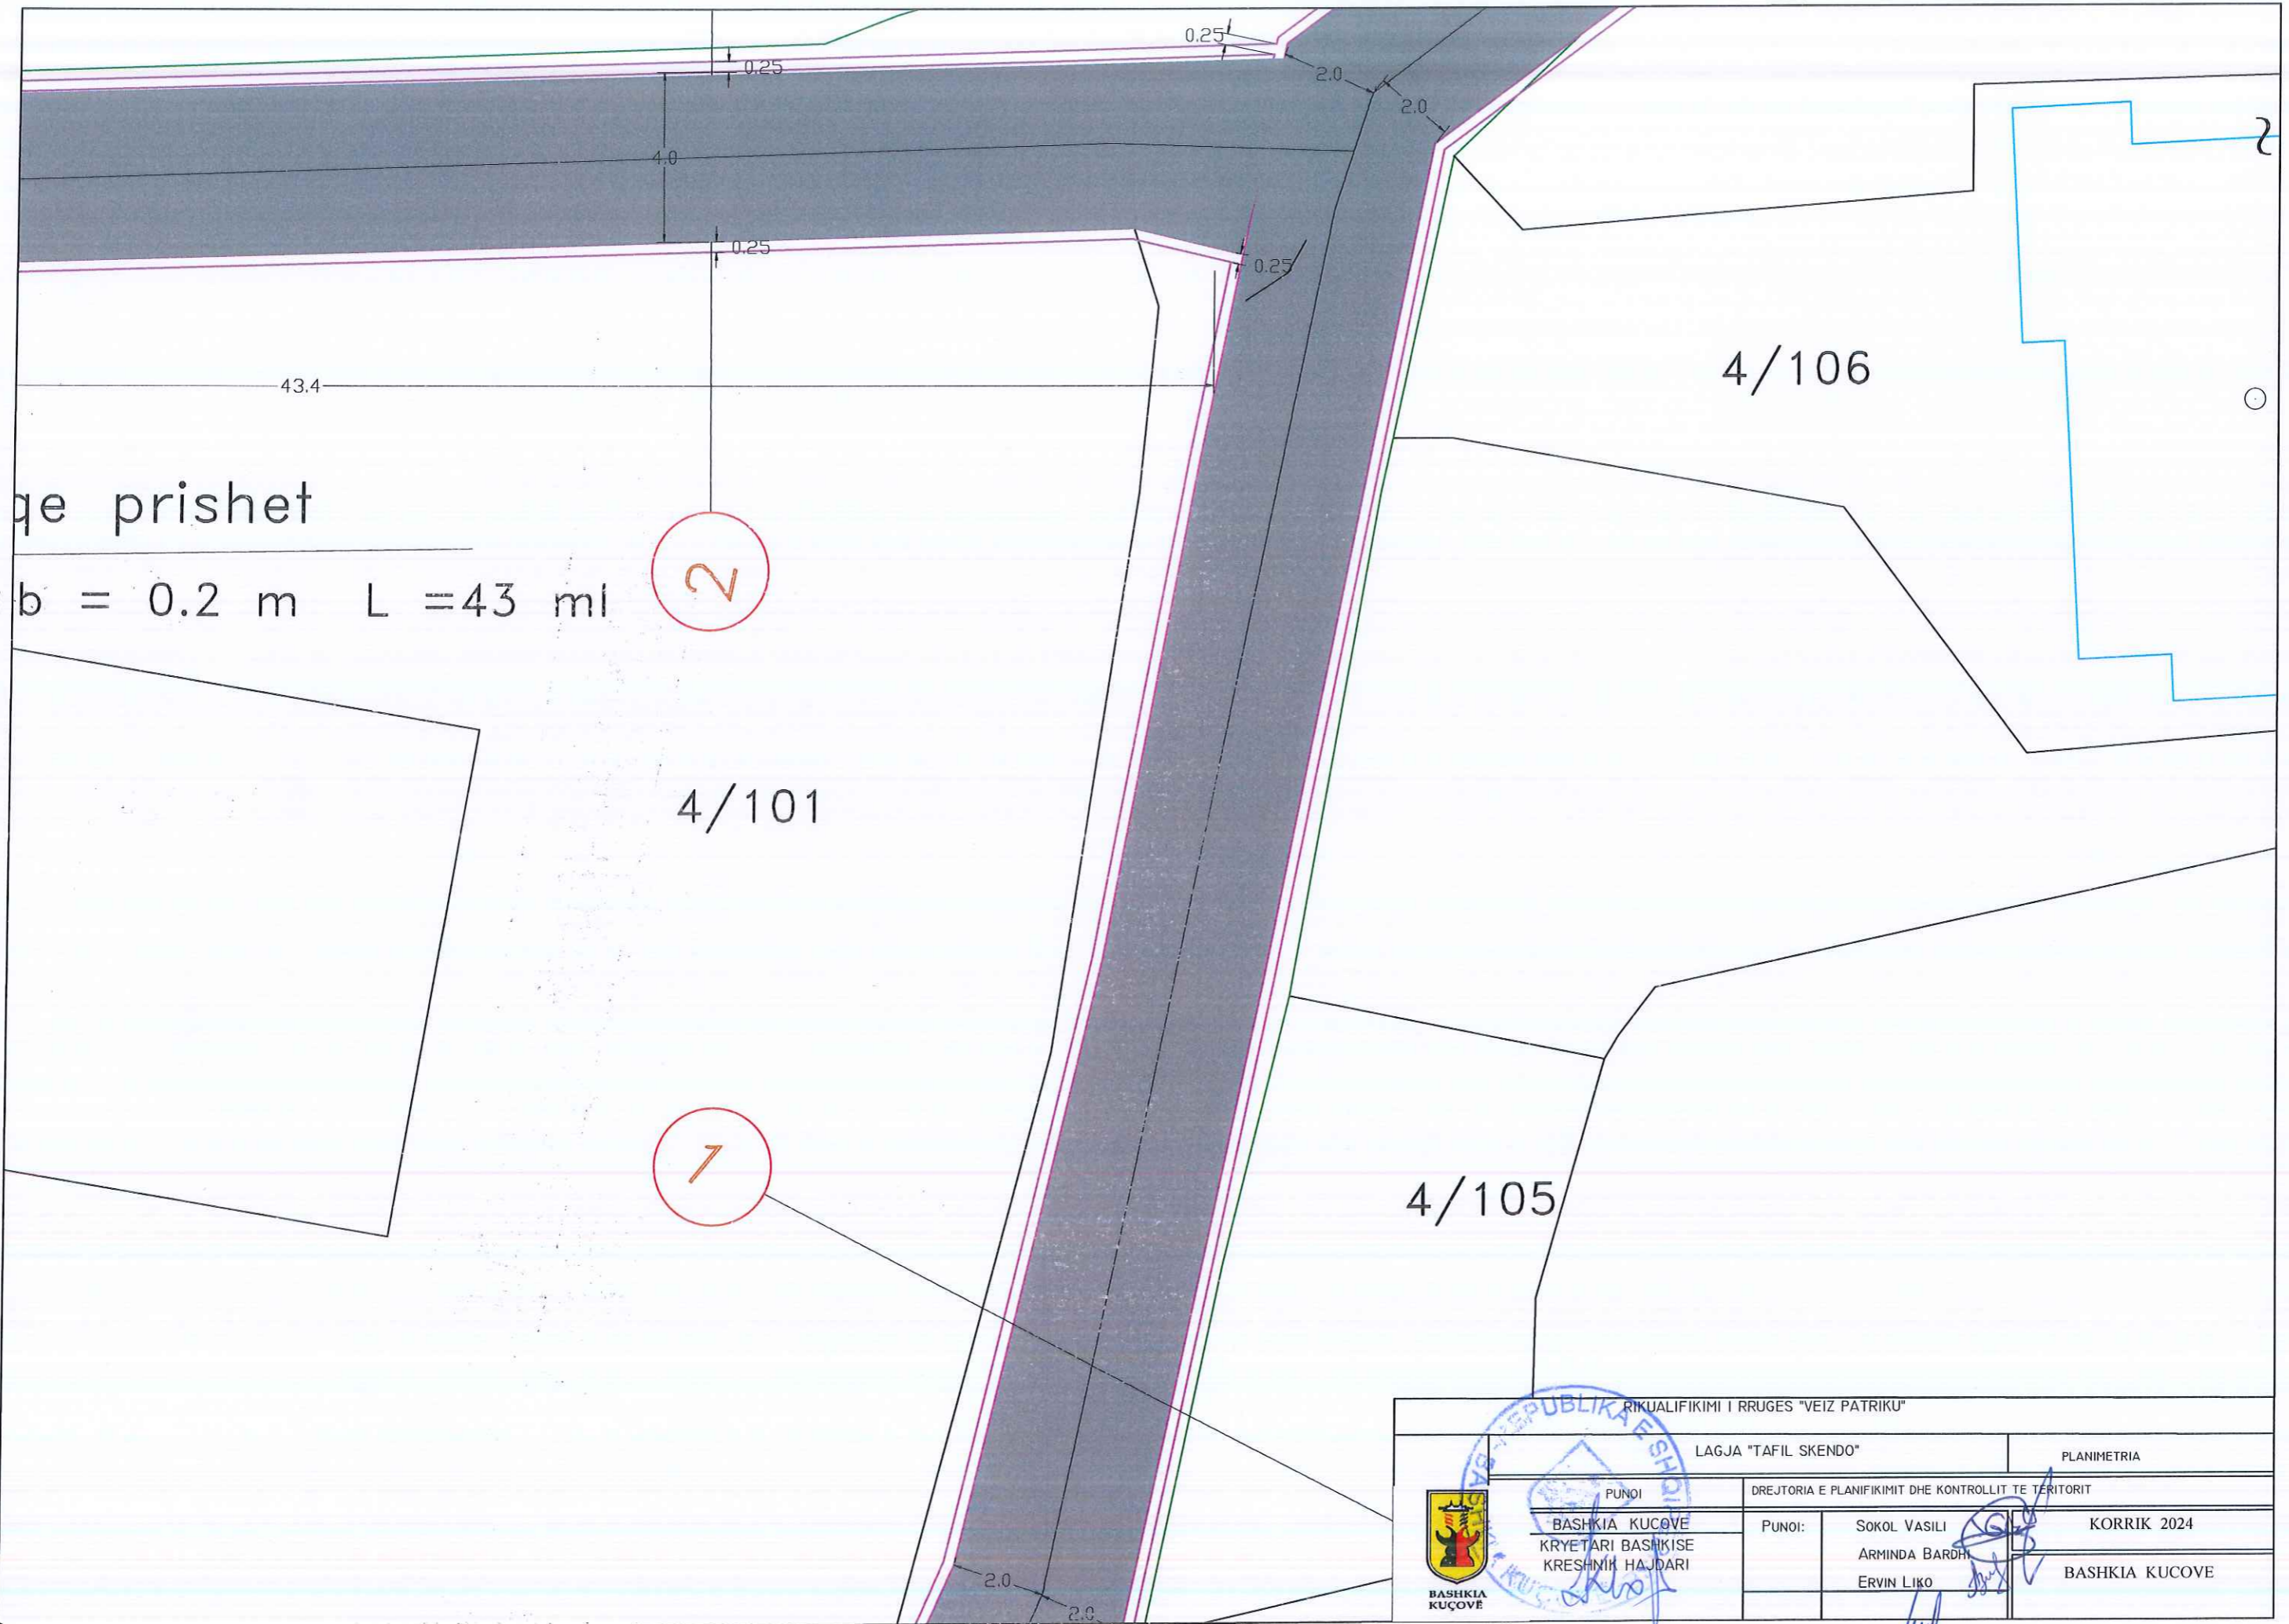 0.25
0.25
2.0
2.0
4.0
0.25
0.25
43.4
4/106
qe prishet
b = 0.2 m L =43 ml
2
4/101
1
4/105
2.0
2.0
RIKUALIFIKIMI I RRUGES "VEIZ PATRIKU"
LAGJA "TAFIL SKENDO"
PLANIMETRIA
PUNOI
DREJTORIA E PLANIFIKIMIT DHE KONTROLLIT TE TERITORIT
BASHKIA KUCOVE
KRYETARI BASHKISE
KRESHNIK HAJDARI
PUNOI:
SOKOL VASILI
ARMINDA BARDHI
ERVIN LIKO
KORRIK 2024
BASHKIA KUCOVE
BASHKIA
KUÇOVË
REPUBLIKA E SHQIP